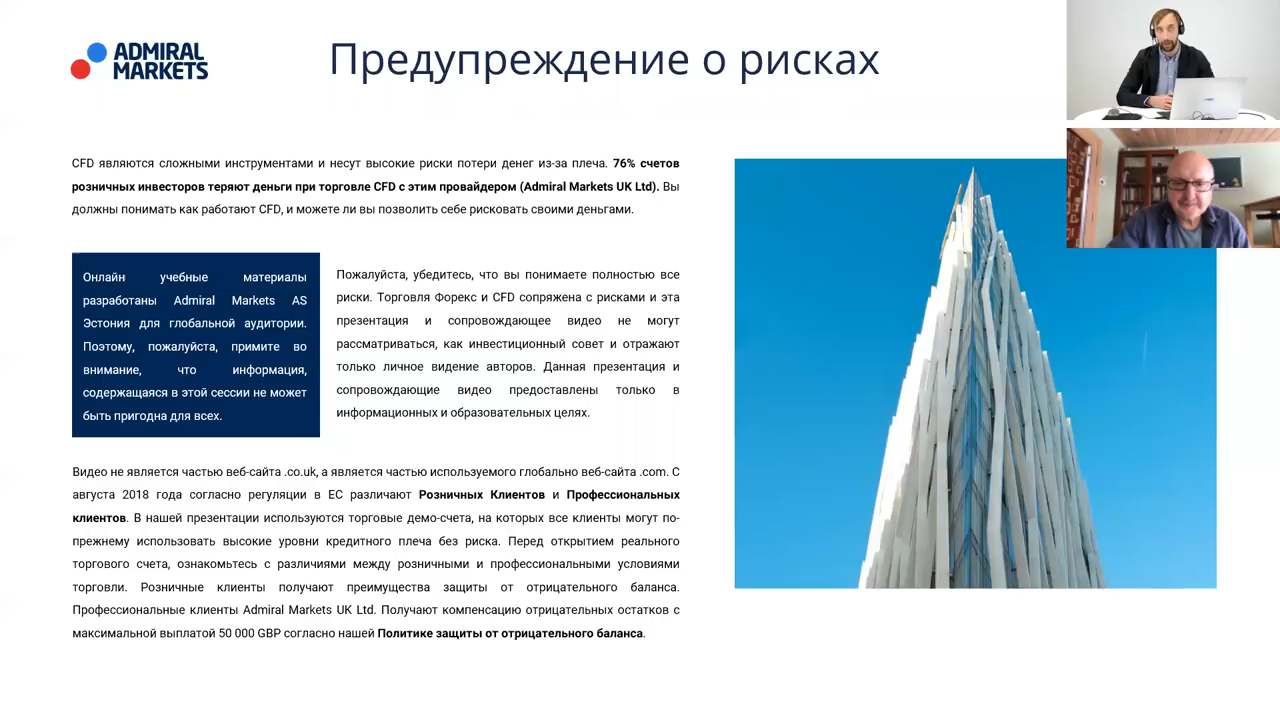 ADMIRAL
MARKETS
Предупреждение о рисках
CFD являются сложными инструментами и несут высокие риски потери денег из-за плеча. 76% счетов
розничных инвесторов теряют деньги при торговле CFD с этим провайдером (Admiral Markets UK Ltd). Вы
должны понимать как работают CFD, и можете ли вы позволить себе рисковать своими деньгами.
Онлайн учебные материалы
разработаны Admiral Markets AS
Эстония для глобальной аудитории.
Поэтому, пожалуйста, примите во
внимание, что информация,
содержащаяся в этой сессии не может
быть пригодна для всех.
Пожалуйста, убедитесь, что вы понимаете полностью все
риски. Торговля Форекс и CFD сопряжена с рисками и эта
презентация и сопровождающее видео не могут
рассматриваться, как инвестиционный совет и отражают
только личное видение авторов. Данная презентация и
сопровождающие видео предоставлены только в
информационных и образовательных целях.
Видео не является частью веб-сайта .co.uk, а является частью используемого глобально веб-сайта .com. С
августа 2018 года согласно регуляции в ЕС различают Розничных Клиентов и Профессиональных
клиентов. В нашей презентации используются торговые демо-счета, на которых все клиенты могут по-
прежнему использовать высокие уровни кредитного плеча без риска. Перед открытием реального
торгового счета, ознакомьтесь с различиями между розничными и профессиональными условиями
торговли. Розничные клиенты получают преимущества защиты от отрицательного баланса.
Профессиональные клиенты Admiral Markets UK Ltd. Получают компенсацию отрицательных остатков с
максимальной выплатой 50 000 GBP согласно нашей Политике защиты от отрицательного баланса.